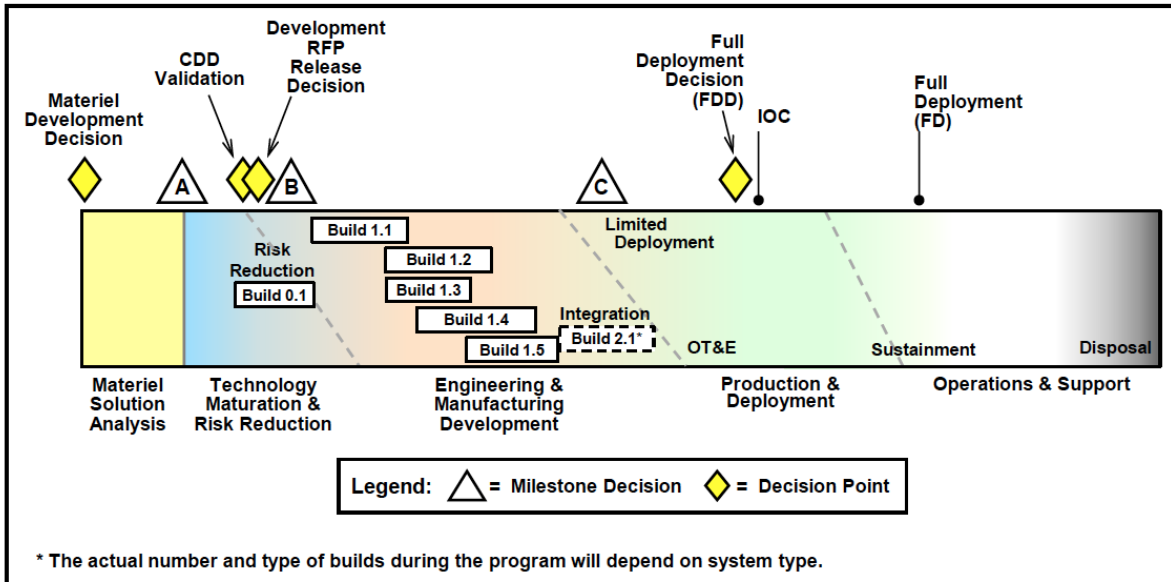 Materiel
Development
Decision
CDD
Validation
Development
RFP
Release
Decision
Full
Deployment
Decision
(FDD)
IOC
Full
Deployment
(FD)
A
B
C
Build 1.1
Limited
Deployment
Risk
Reduction
Build 1.2
Build 0.1
Build 1.3
Build 1.4
Integration
Build 2.1*
Build 1.5
OT&E
Sustainment
Disposal
Materiel
Solution
Analysis
Technology
Maturation &
Risk Reduction
Engineering &
Manufacturing
Development
Production &
Deployment
Operations & Support
Legend: = Milestone Decision = Decision Point
* The actual number and type of builds during the program will depend on system type.